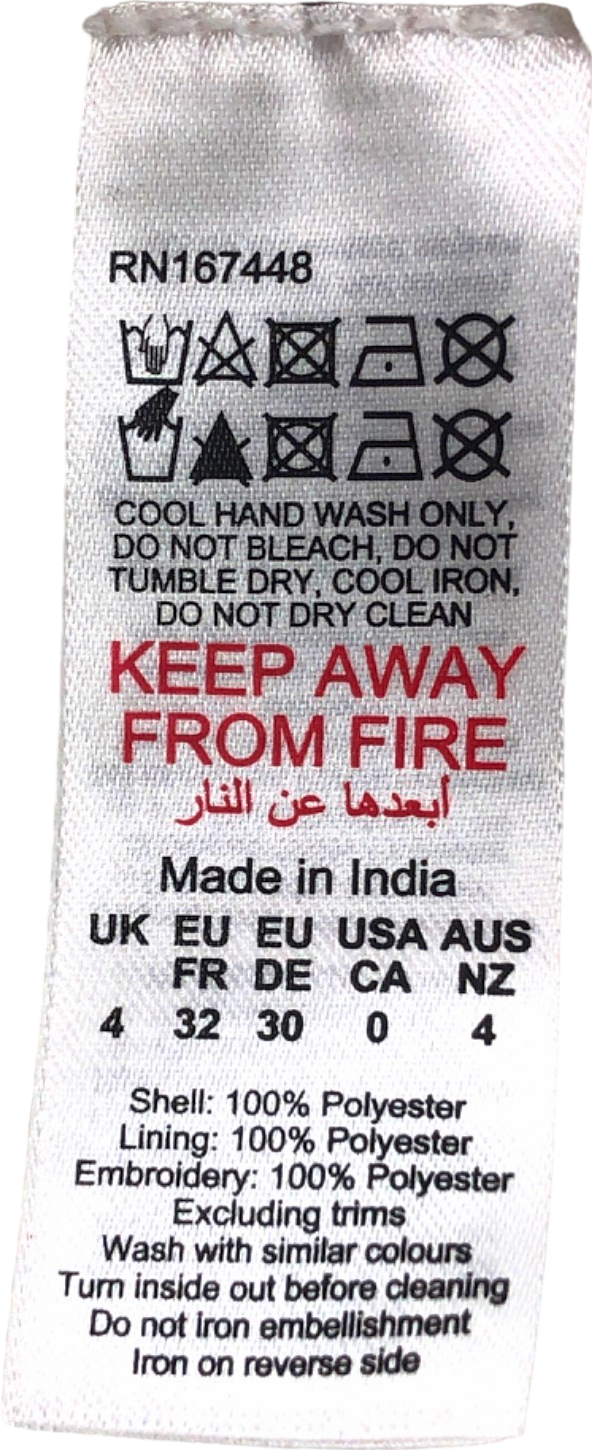 RN167448
COOL HAND WASH ONLY,
DO NOT BLEACH, DO NOT
TUMBLE DRY, COOL IRON,
DO NOT DRY CLEAN
KEEP AWAY
FROM FIRE
أبعدها عن النار
Made in India
UK EU EU USA AUS
FR DE CA NZ
4 32 30 0 4
Shell: 100% Polyester
Lining: 100% Polyester
Embroidery: 100% Polyester
Excluding trims
Wash with similar colours
Turn inside out before cleaning
Do not iron embellishment
Iron on reverse side